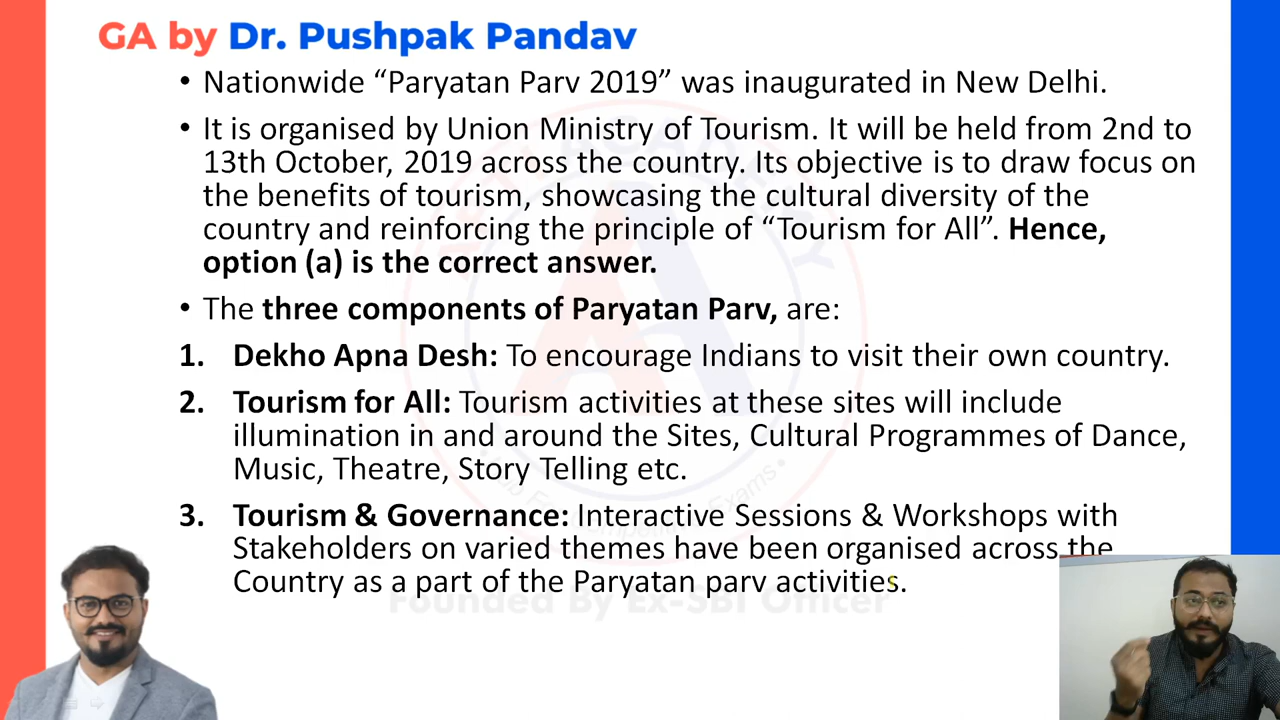 GA by Dr. Pushpak Pandav
• Nationwide “Paryatan Parv 2019” was inaugurated in New Delhi.
• It is organised by Union Ministry of Tourism. It will be held from 2nd to
13th October, 2019 across the country. Its objective is to draw focus on
the benefits of tourism, showcasing the cultural diversity of the
country and reinforcing the principle of “Tourism for All”. Hence,
option (a) is the correct answer.
• The three components of Paryatan Parv, are:
1. Dekho Apna Desh: To encourage Indians to visit their own country.
2. Tourism for All: Tourism activities at these sites will include
illumination in and around the Sites, Cultural Programmes of Dance,
Music, Theatre, Story Telling etc.
3. Tourism & Governance: Interactive Sessions & Workshops with
Stakeholders on varied themes have been organised across the
Country as a part of the Paryatan parv activities.
Founded By Ex-SBI Officer